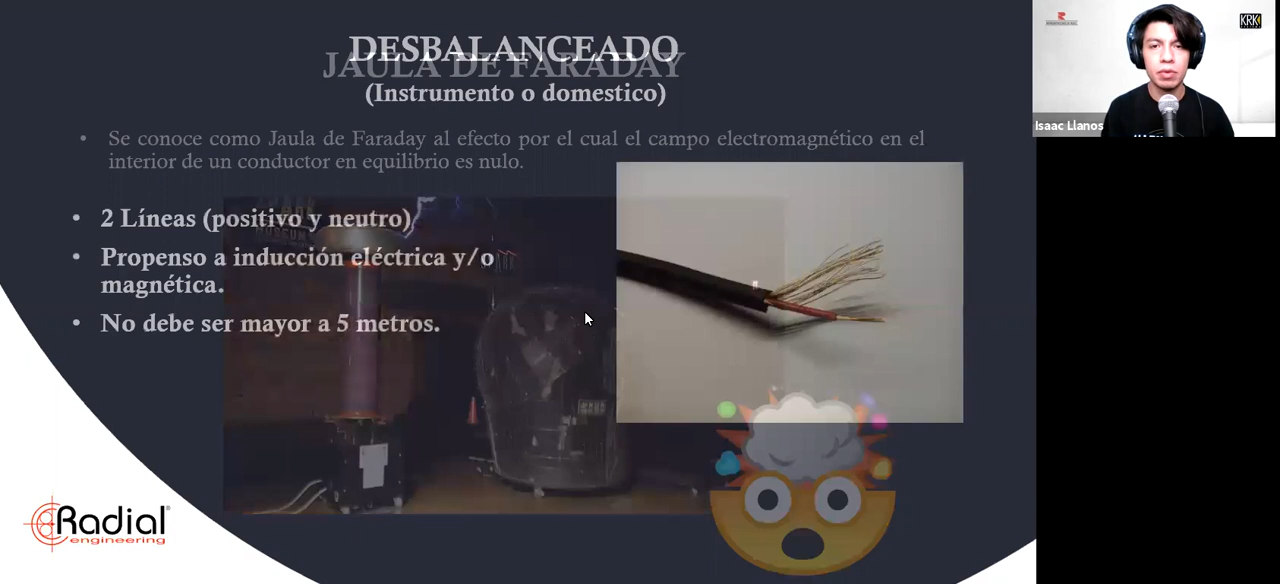 DESBALANCEADO
JAULA DE FARADAY
(Instrumento o domestico)
• Se conoce como Jaula de Faraday al efecto por el cual el campo electromagnético en el
interior de un conductor en equilibrio es nulo.
• 2 Líneas (positivo y neutro)
• Propenso a inducción eléctrica y/o
magnética.
• No debe ser mayor a 5 metros.
Radial
engineering
KRK
Isaac Llanos